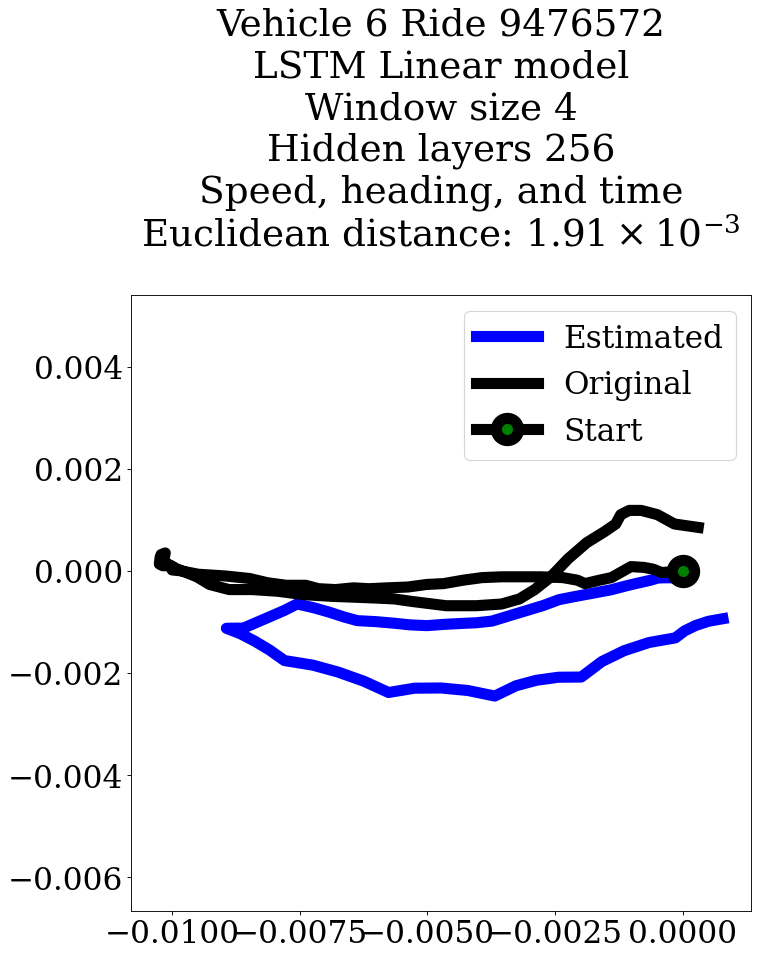 Vehicle 6 Ride 9476572
LSTM Linear model
Window size 4
Hidden layers 256
Speed, heading, and time
Euclidean distance: 1.91 × 10⁻³
Estimated
Original
Start
0.004
0.002
0.000
−0.002
−0.004
−0.006
−0.0100 −0.0075 −0.0050 −0.0025 0.0000